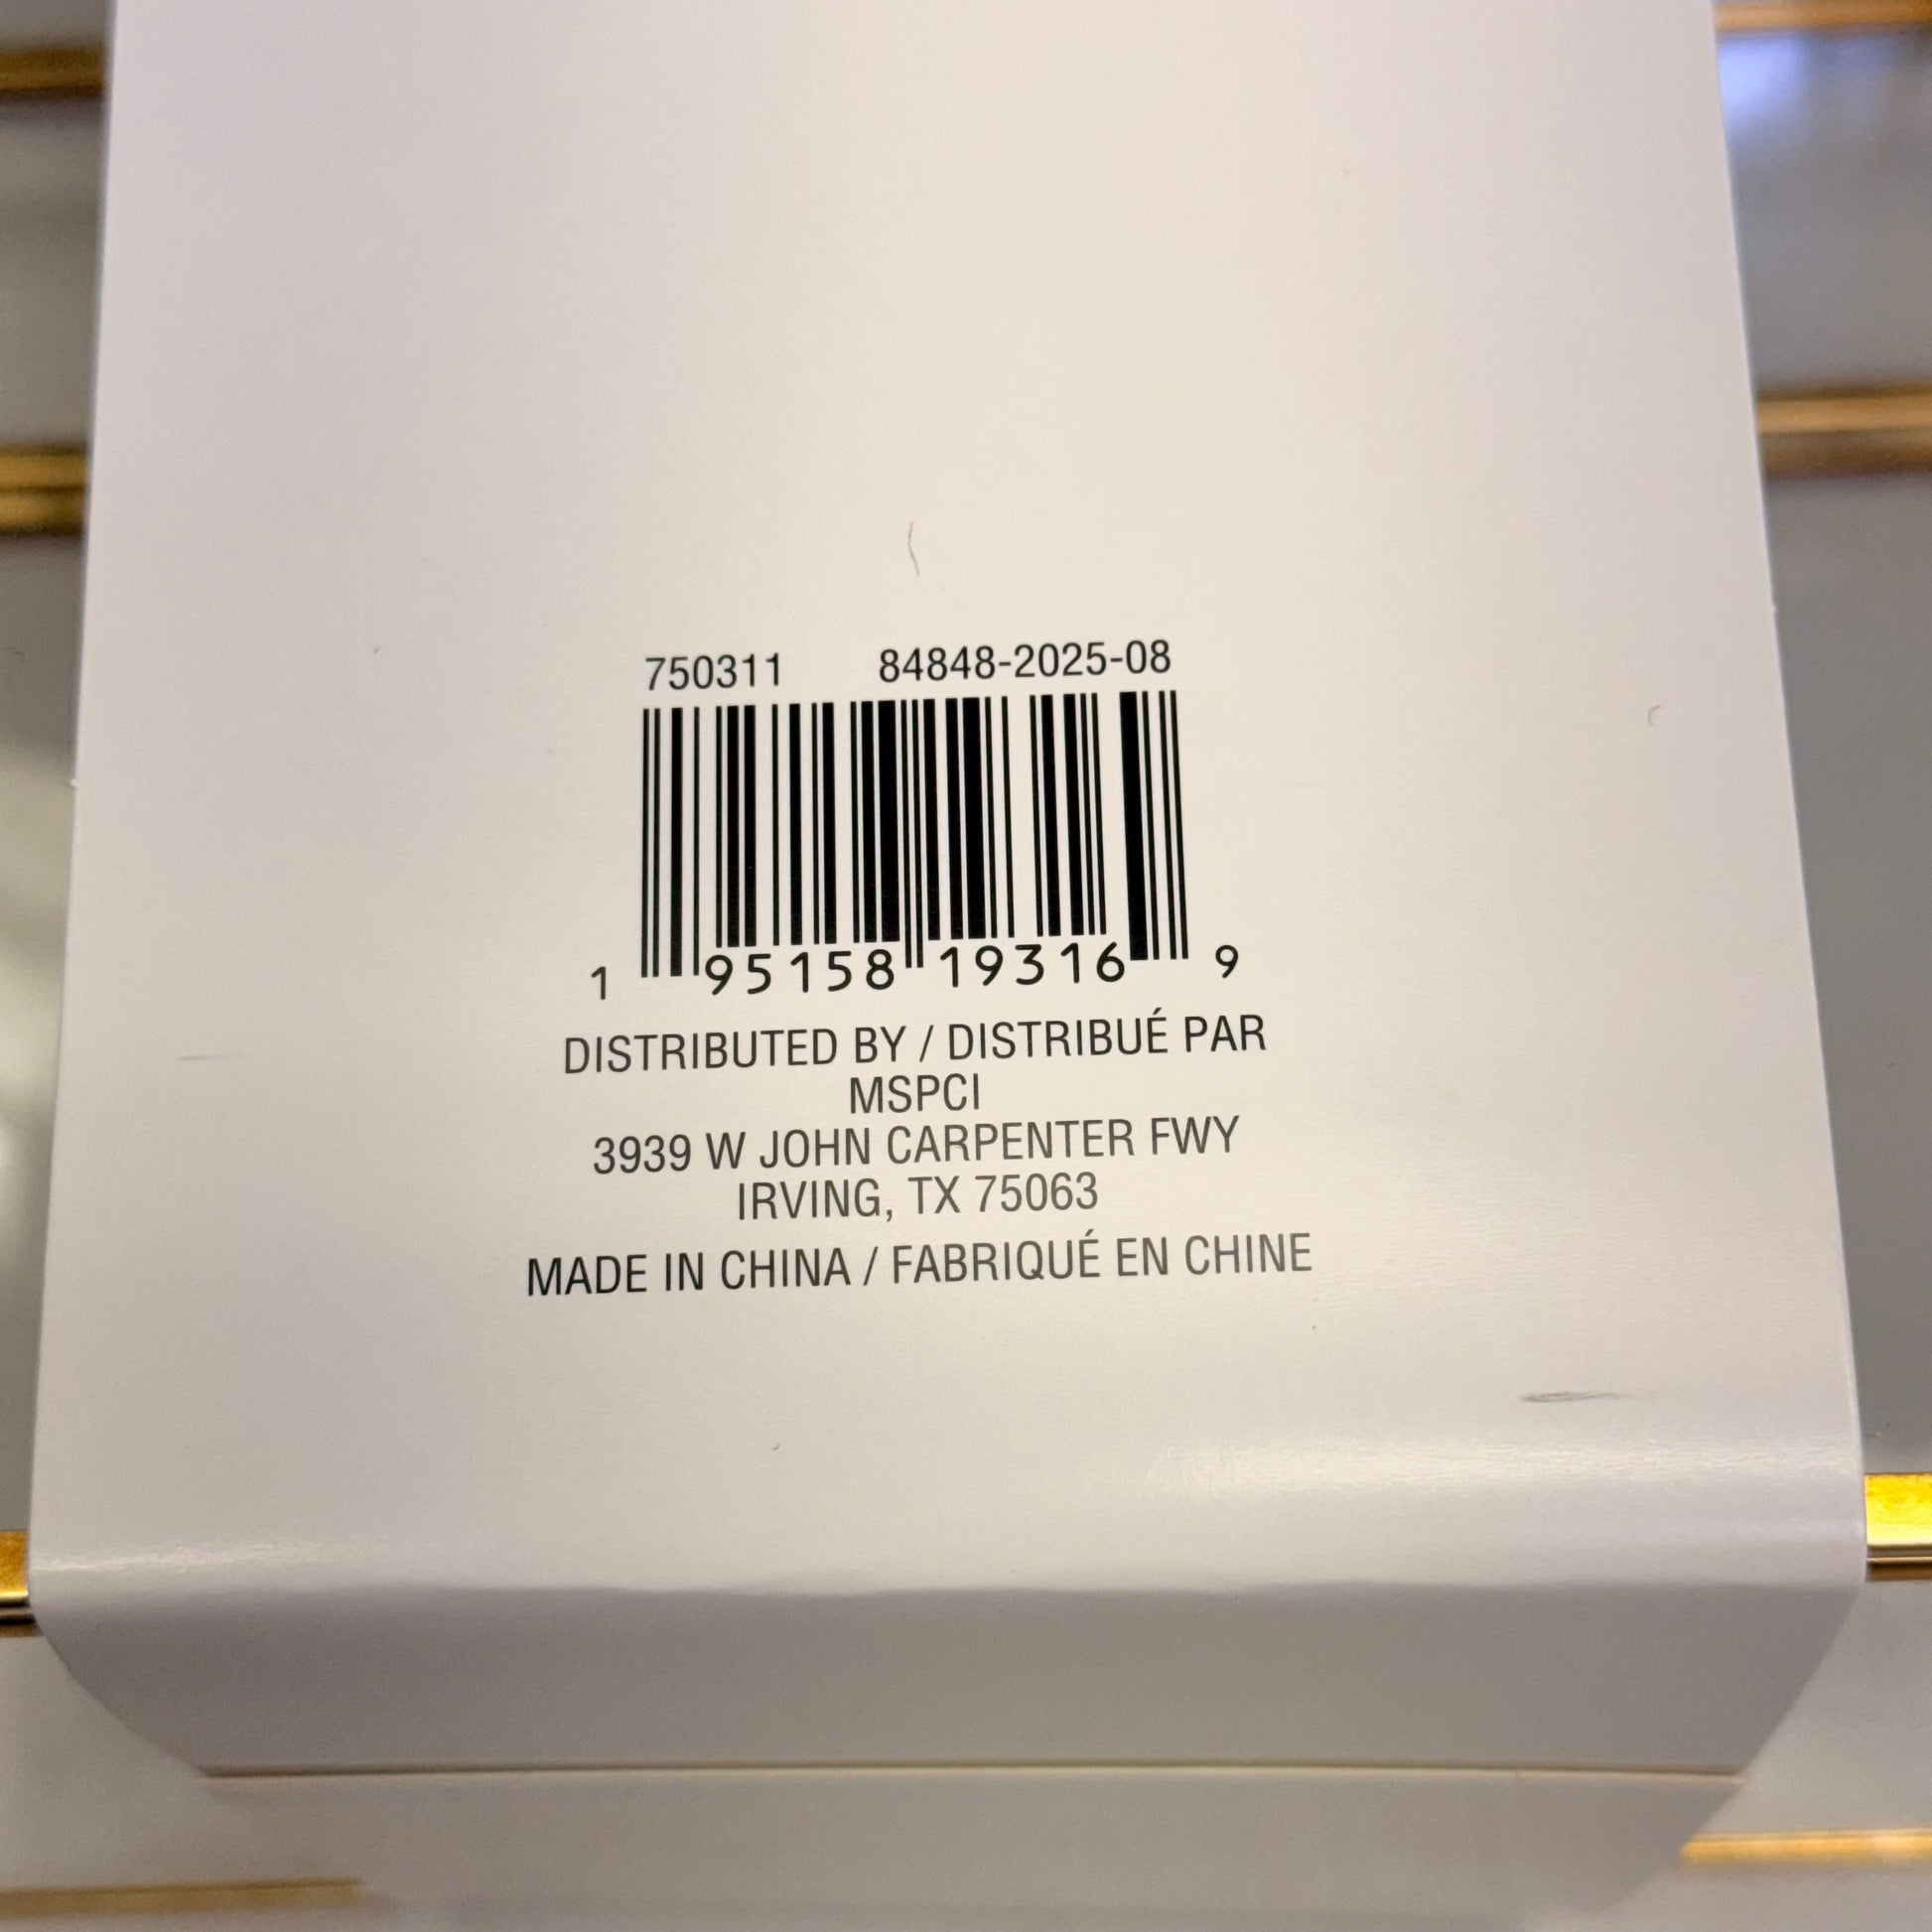 750311 84848-2025-08
1 95158 19316 9
DISTRIBUTED BY / DISTRIBUÉ PAR
MSPCI
3939 W JOHN CARPENTER FWY
IRVING, TX 75063
MADE IN CHINA / FABRIQUÉ EN CHINE